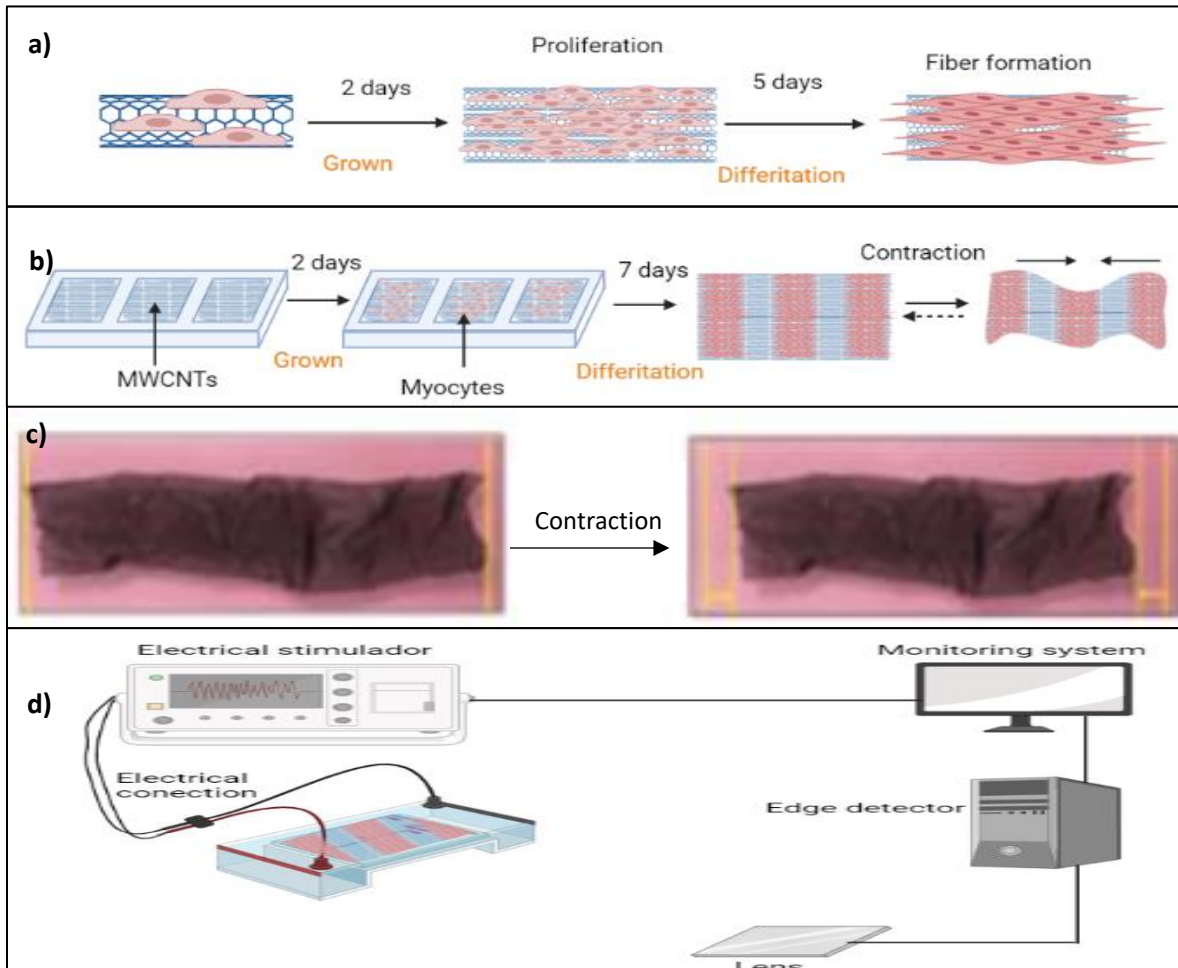 a)
Proliferation
2 days
5 days
Fiber formation
Grown
Differitation
b)
2 days
7 days
Contraction
Grown
Differitation
MWCNTs
Myocytes
c)
Contraction
Electrical stimulador
Monitoring system
d)
Electrical
conection
Edge detector
Lens